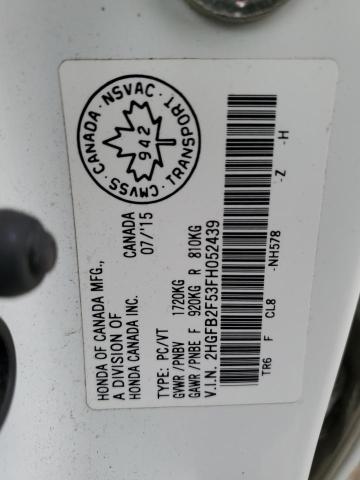 CMVSS · CANADA · NSVAC · TRANSPORT ·
942
HONDA OF CANADA MFG.,
A DIVISION OF
HONDA CANADA INC.
CANADA
07/'15
TYPE: PC/VT
GVWR /PNBV 1720KG
GAWR /PNBE F 920KG R 810KG
V.I.N. 2HGFB2F53FH052439
TR6 F CL8 -NH578 -Z -H